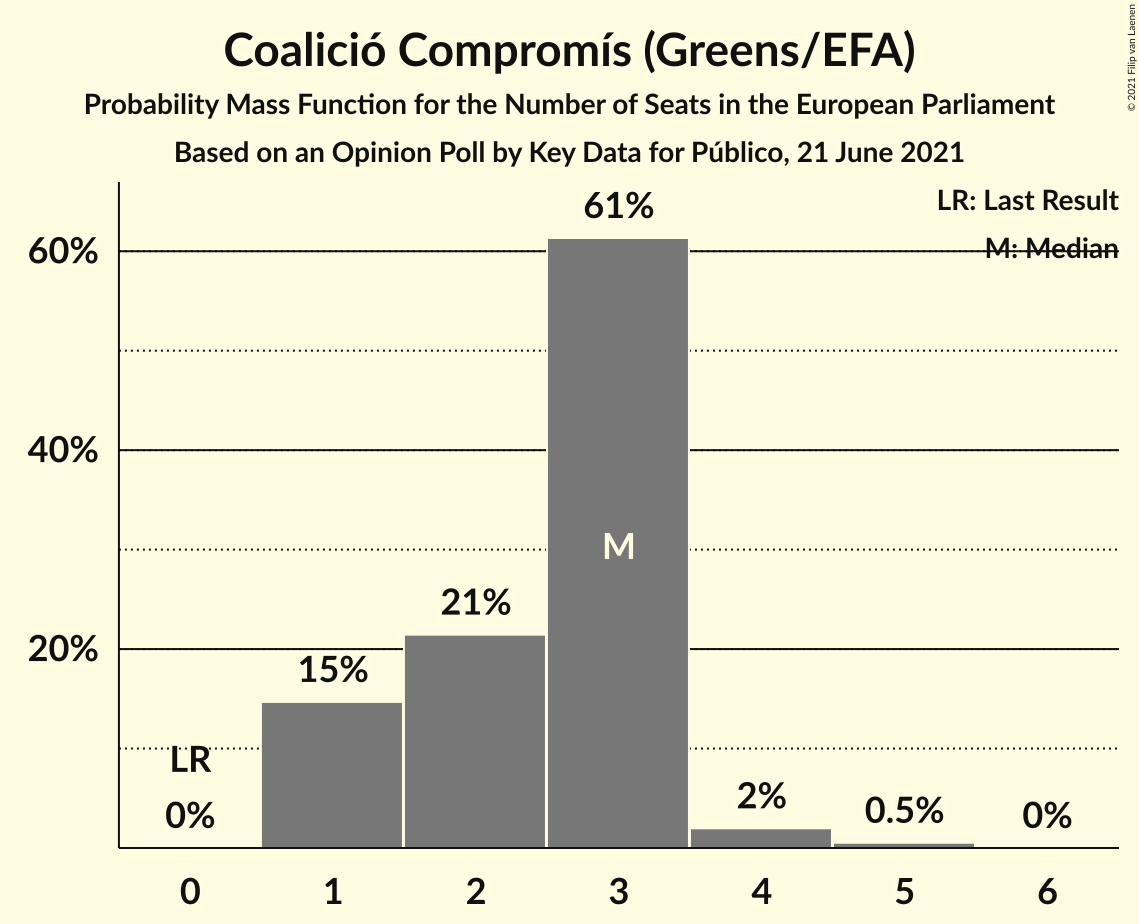 © 2021 Filip van Laenen
Coalició Compromís (Greens/EFA)
Probability Mass Function for the Number of Seats in the European Parliament
Based on an Opinion Poll by Key Data for Público, 21 June 2021
LR: Last Result
M: Median
60%
40%
20%
61%
M
21%
15%
LR
0%
2%
0.5%
0%
0 1 2 3 4 5 6